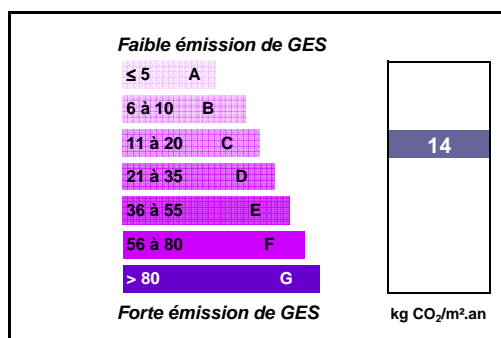 Faible émission de GES
≤ 5 A
6 à 10 B
11 à 20 C
14
21 à 35 D
36 à 55 E
56 à 80 F
> 80 G
Forte émission de GES
kg CO₂/m².an